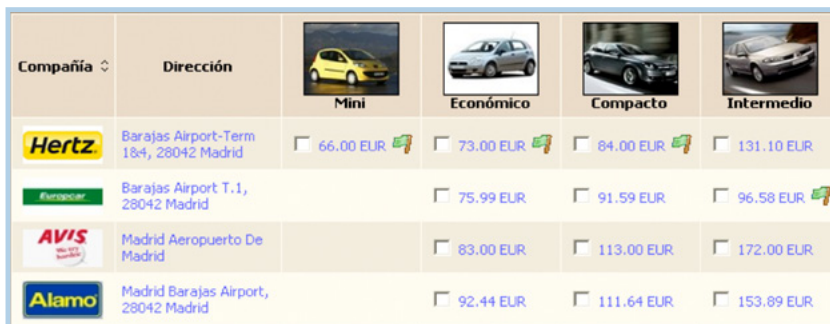 Compañía Dirección Mini Económico Compacto Intermedio
Hertz Barajas Airport-Term 1&4, 28042 Madrid 66.00 EUR 73.00 EUR 84.00 EUR 131.10 EUR
Europcar Barajas Airport T.1, 28042 Madrid 75.99 EUR 91.59 EUR 96.58 EUR
AVIS We try harder. Madrid Aeropuerto De Madrid 83.00 EUR 113.00 EUR 172.00 EUR
Alamo Madrid Barajas Airport, 28042 Madrid 92.44 EUR 111.64 EUR 153.89 EUR